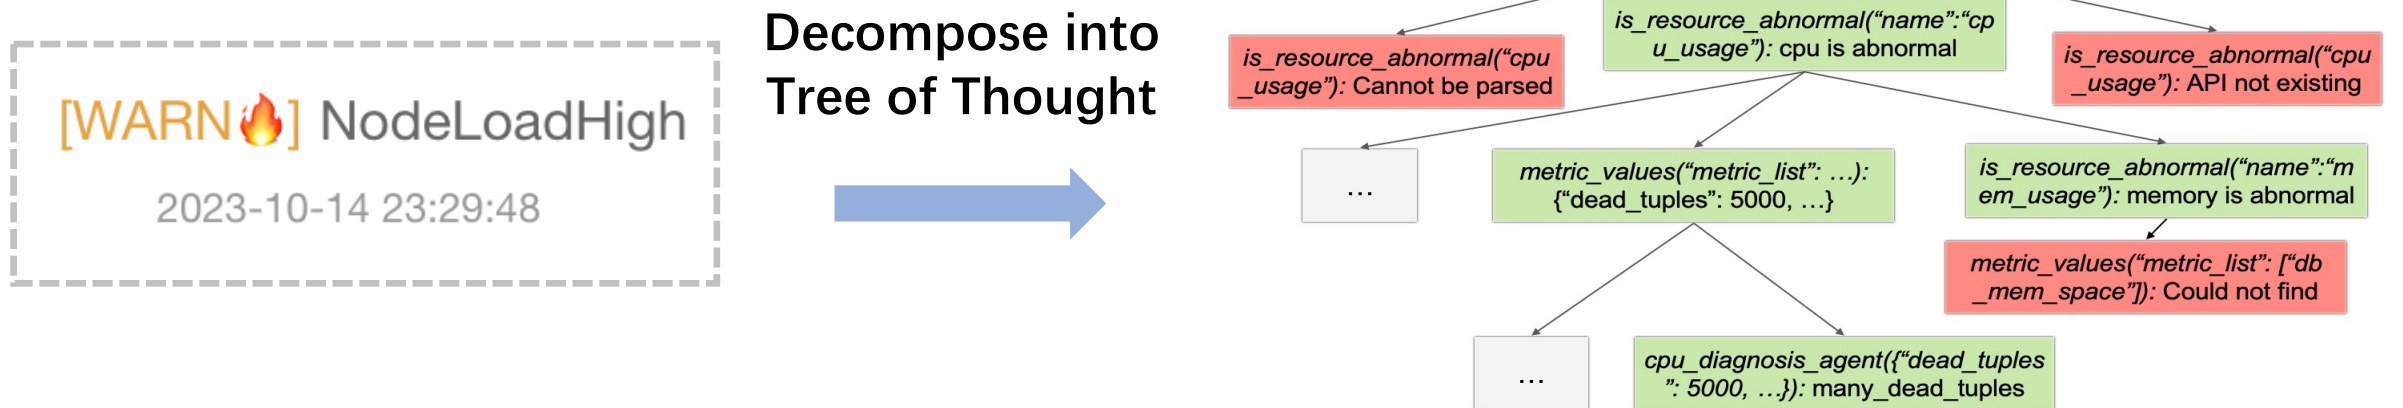 [WARN🔥] NodeLoadHigh
2023-10-14 23:29:48
Decompose into
Tree of Thought
is_resource_abnormal(“cpu
_usage”): Cannot be parsed
is_resource_abnormal(“name”:“cp
u_usage”): cpu is abnormal
is_resource_abnormal(“cpu
_usage”): API not existing
...
metric_values(“metric_list”: …):
{“dead_tuples”: 5000, …}
is_resource_abnormal(“name”:“m
em_usage”): memory is abnormal
metric_values(“metric_list”: [“db
_mem_space”]): Could not find
...
cpu_diagnosis_agent({“dead_tuples
”: 5000, …}): many_dead_tuples